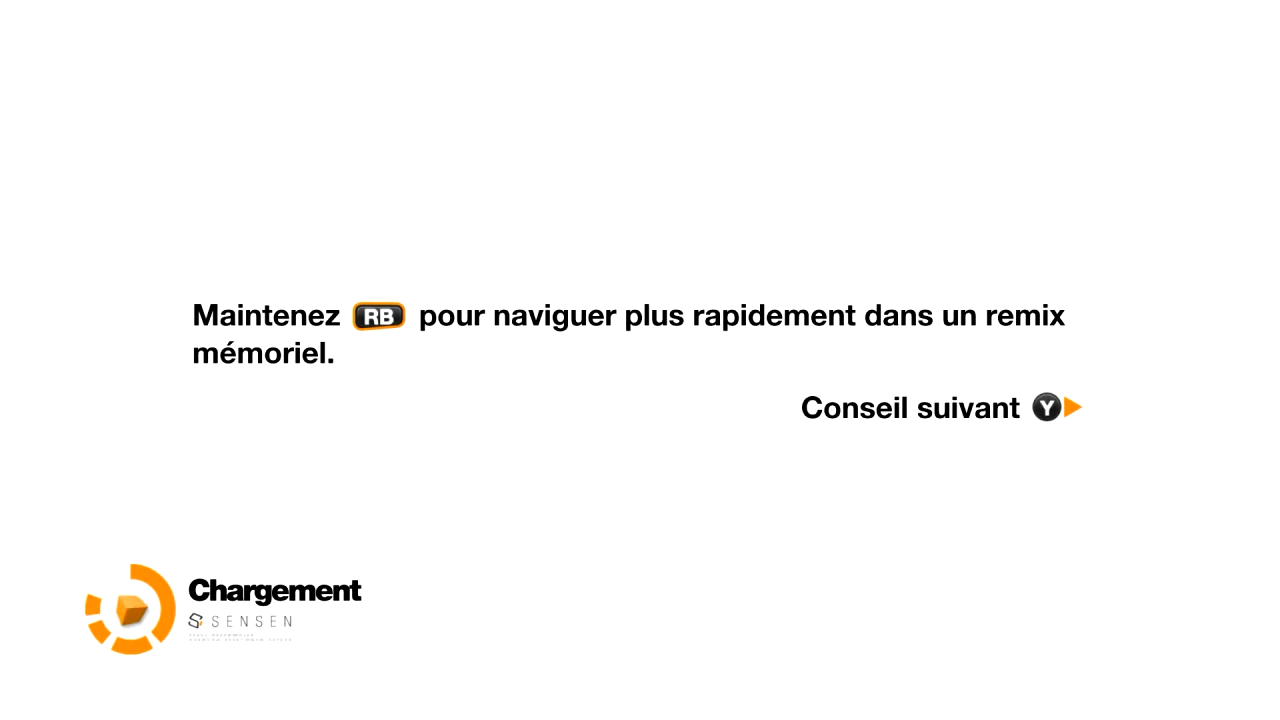 Maintenez RB pour naviguer plus rapidement dans un remix
mémoriel.
Conseil suivant Y
Chargement
SENSEN